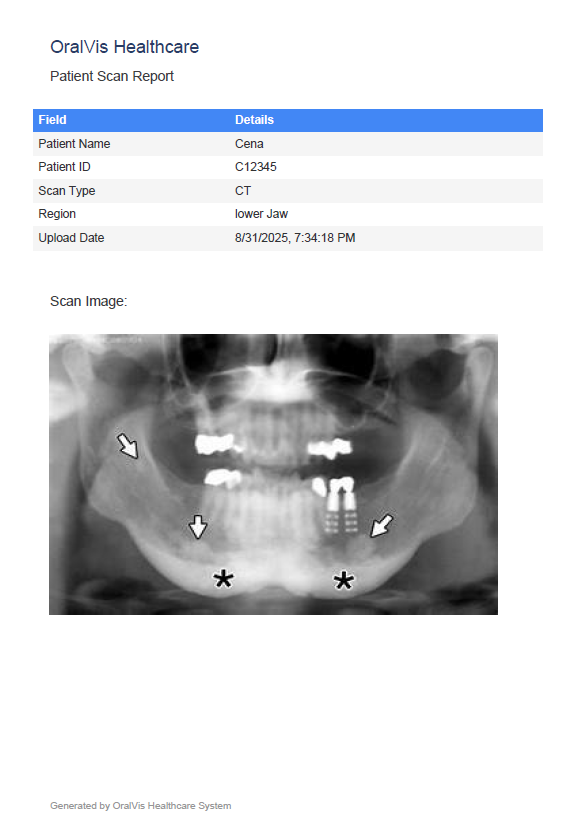 OralVis Healthcare
Patient Scan Report
Field Details
Patient Name Cena
Patient ID C12345
Scan Type CT
Region lower Jaw
Upload Date 8/31/2025, 7:34:18 PM
Scan Image:
* *
Generated by OralVis Healthcare System